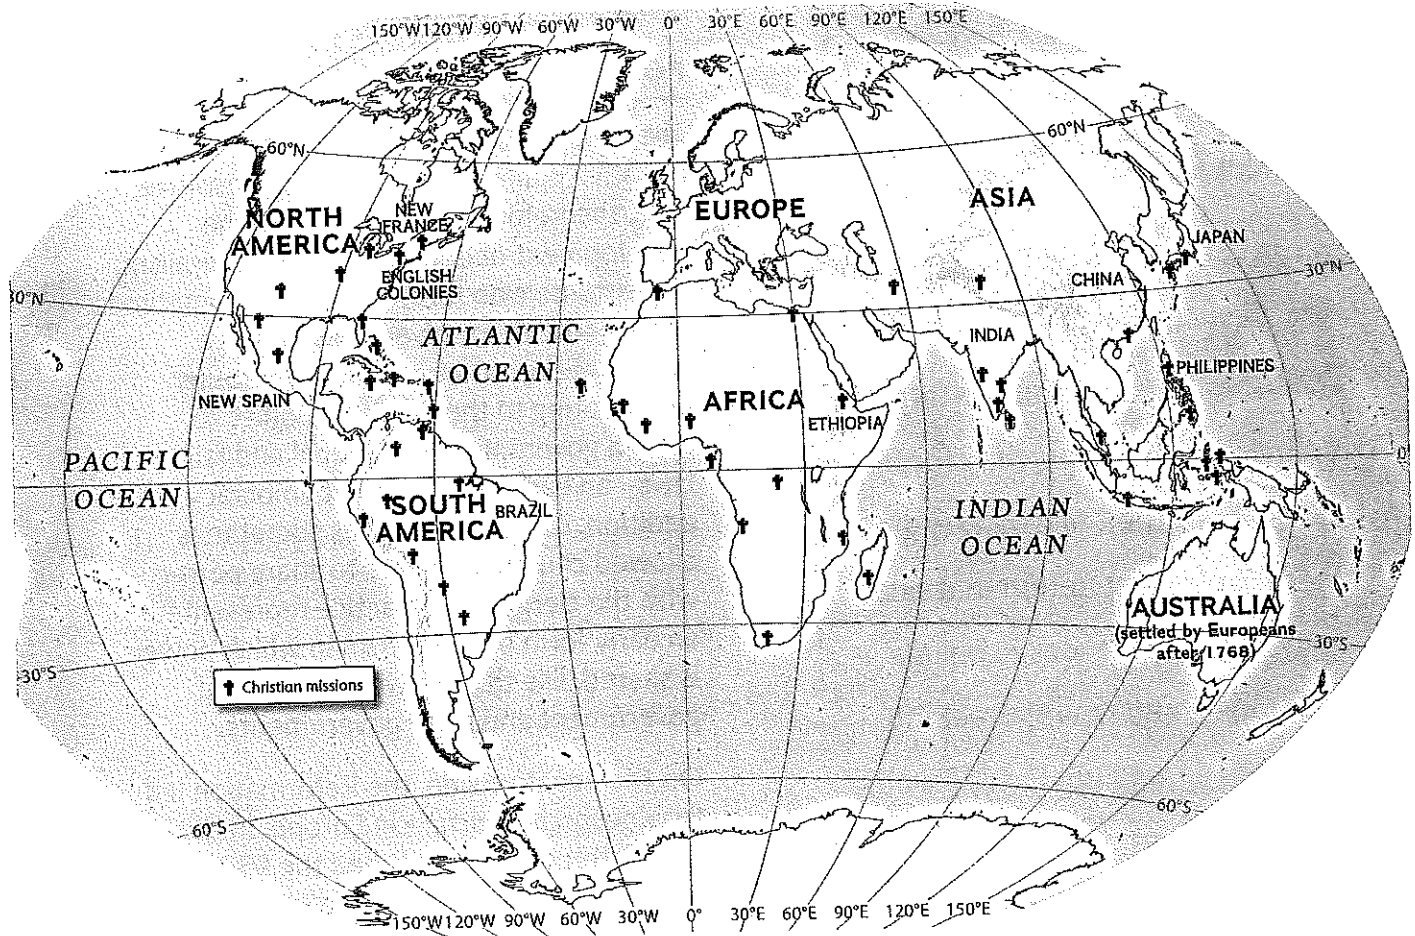 150°W 120°W 90°W 60°W 30°W 0° 30°E 60°E 90°E 120°E 150°E
60°N
60°N
NORTH
AMERICA
NEW
FRANCE
ENGLISH
COLONIES
EUROPE
ASIA
JAPAN
CHINA
30°N
30°N
ATLANTIC
OCEAN
INDIA
PHILIPPINES
NEW SPAIN
AFRICA
ETHIOPIA
PACIFIC
OCEAN
0°
SOUTH
AMERICA
BRAZIL
INDIAN
OCEAN
AUSTRALIA
(settled by Europeans
after 1768)
30°S
30°S
Christian missions
60°S
60°S
150°W 120°W 90°W 60°W 30°W 0° 30°E 60°E 90°E 120°E 150°E